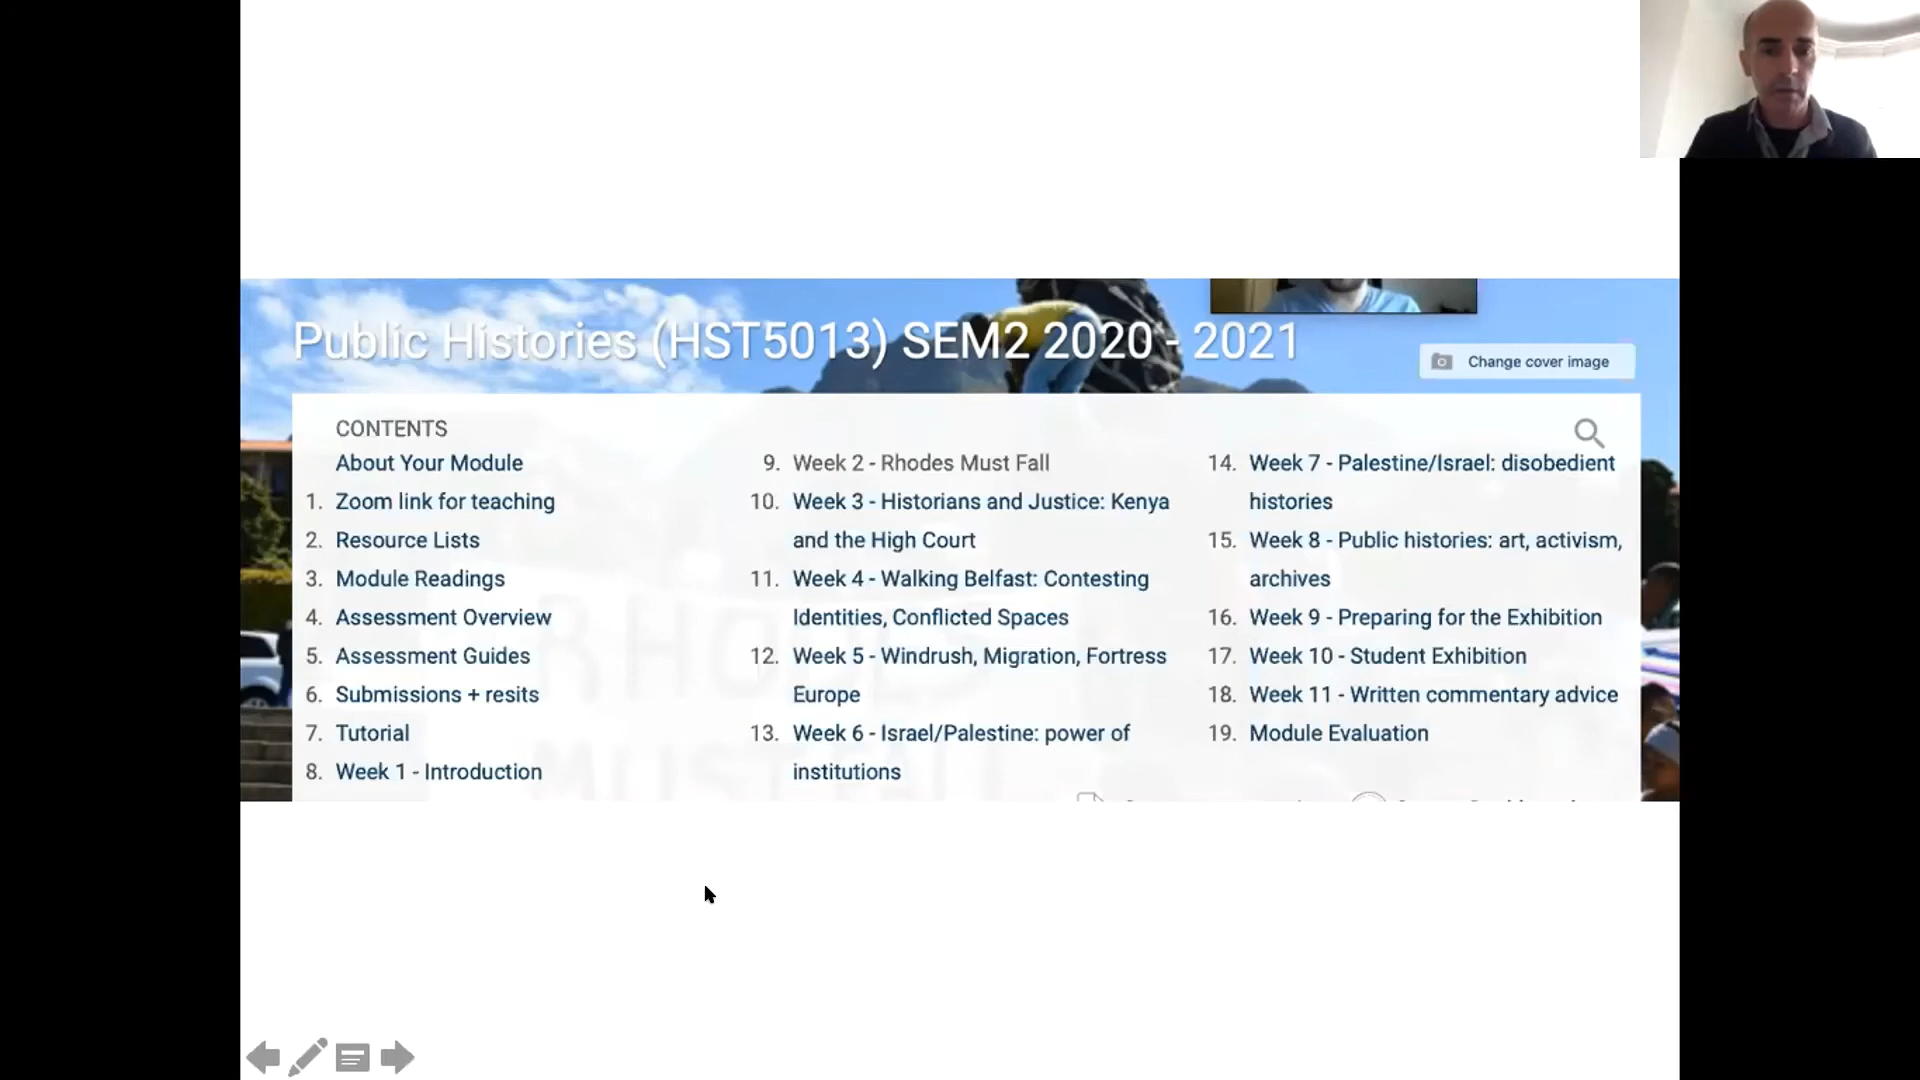 Public Histories (HST5013) SEM2 2020 - 2021
Change cover image
CONTENTS
About Your Module
1. Zoom link for teaching
2. Resource Lists
3. Module Readings
4. Assessment Overview
5. Assessment Guides
6. Submissions + resits
7. Tutorial
8. Week 1 - Introduction
9. Week 2 - Rhodes Must Fall
10. Week 3 - Historians and Justice: Kenya
and the High Court
11. Week 4 - Walking Belfast: Contesting
Identities, Conflicted Spaces
12. Week 5 - Windrush, Migration, Fortress
Europe
13. Week 6 - Israel/Palestine: power of
institutions
14. Week 7 - Palestine/Israel: disobedient
histories
15. Week 8 - Public histories: art, activism,
archives
16. Week 9 - Preparing for the Exhibition
17. Week 10 - Student Exhibition
18. Week 11 - Written commentary advice
19. Module Evaluation
RHODES
MUST FALL